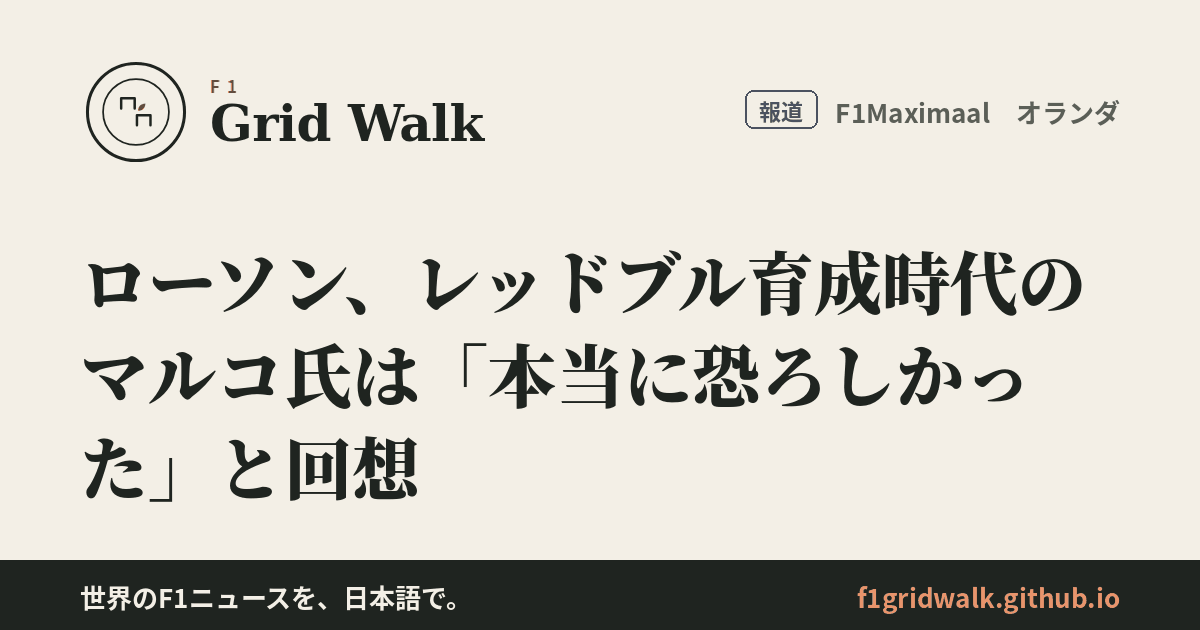 F1
Grid Walk
報道 F1Maximaal オランダ
ローソン、レッドブル育成時代の
マルコ氏は「本当に恐ろしかっ
た」と回想
世界のF1ニュースを、日本語で。
f1gridwalk.github.io